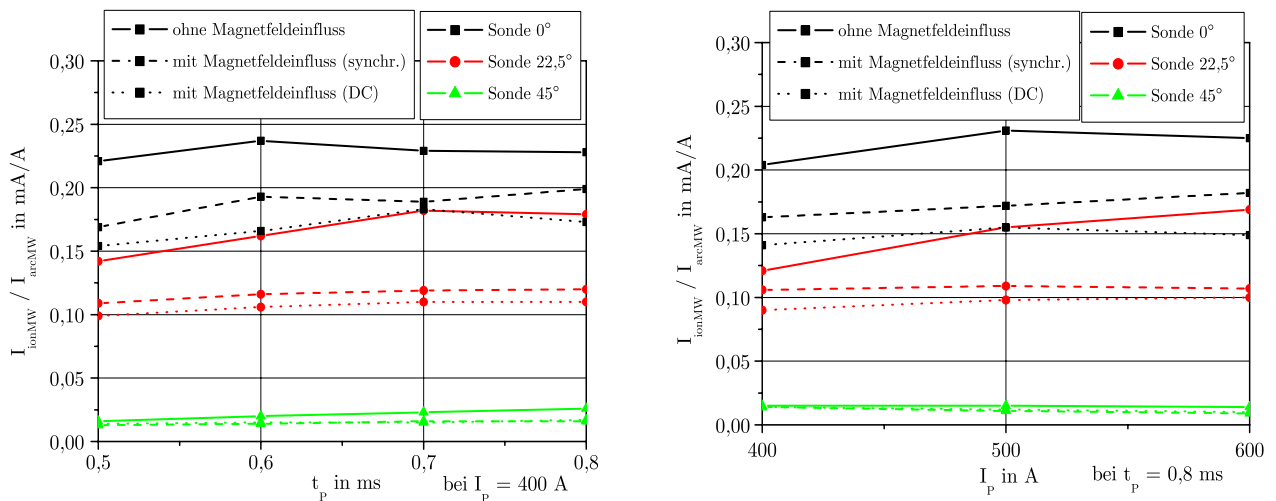 ohne Magnetfeldeinfluss
mit Magnetfeldeinfluss (synchr.)
mit Magnetfeldeinfluss (DC)
Sonde 0°
Sonde 22,5°
Sonde 45°
0,30
0,25
0,20
0,15
0,10
0,05
0,00
I_ionMW / I_arcMW in mA/A
0,5 0,6 0,7 0,8
t_P in ms bei I_P = 400 A
ohne Magnetfeldeinfluss
mit Magnetfeldeinfluss (synchr.)
mit Magnetfeldeinfluss (DC)
Sonde 0°
Sonde 22,5°
Sonde 45°
0,30
0,25
0,20
0,15
0,10
0,05
0,00
I_ionMW / I_arcMW in mA/A
400 500 600
I_P in A bei t_P = 0,8 ms